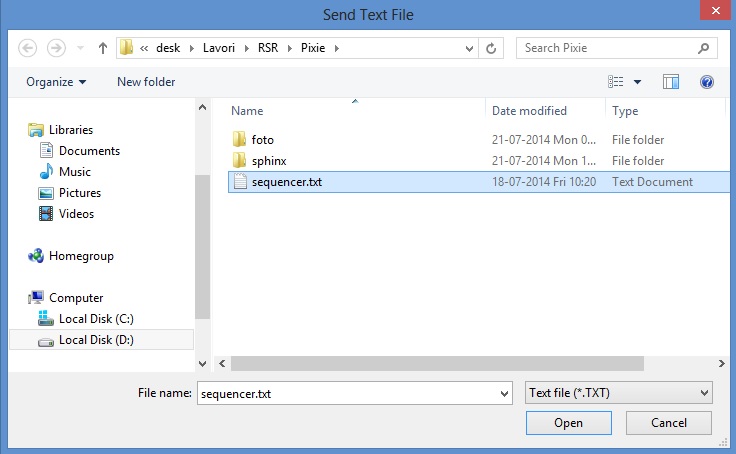 Send Text File
« desk Lavori RSR Pixie Search Pixie
Organize New folder
Name Date modified Type
Libraries
Documents
Music
Pictures
Videos
Homegroup
Computer
Local Disk (C:)
Local Disk (D:)
foto 21-07-2014 Mon 0... File folder
sphinx 21-07-2014 Mon 1... File folder
sequencer.txt 18-07-2014 Fri 10:20 Text Document
File name: sequencer.txt Text file (*.TXT)
Open Cancel